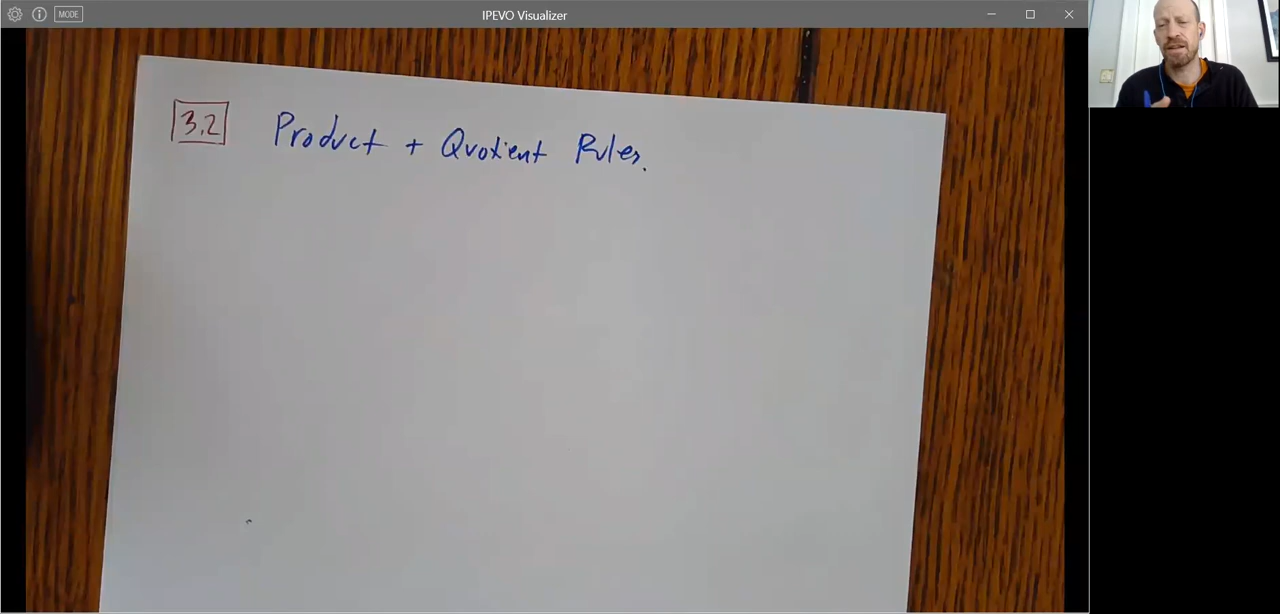 MODE
IPEVO Visualizer
3.2 Product + Quotient Rules.